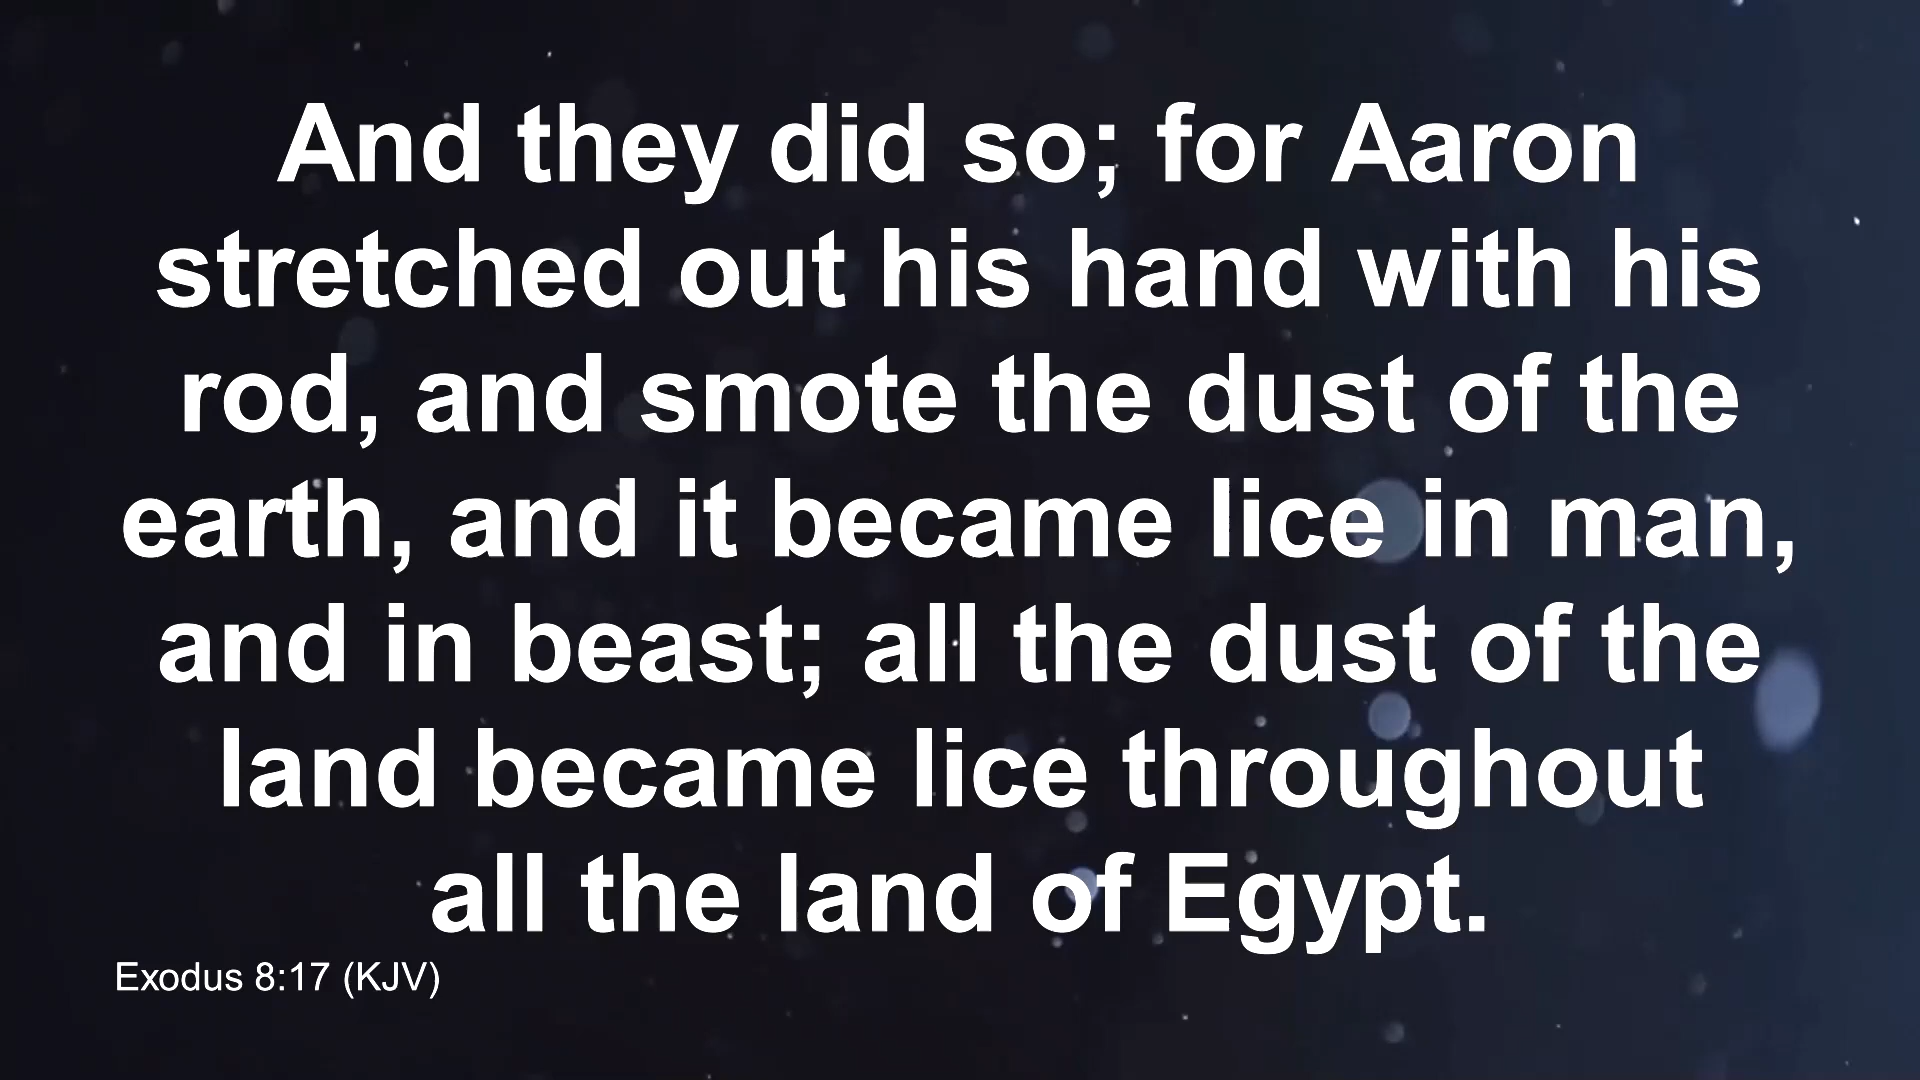 And they did so; for Aaron
stretched out his hand with his
rod, and smote the dust of the
earth, and it became lice in man,
and in beast; all the dust of the
land became lice throughout
all the land of Egypt.
Exodus 8:17 (KJV)